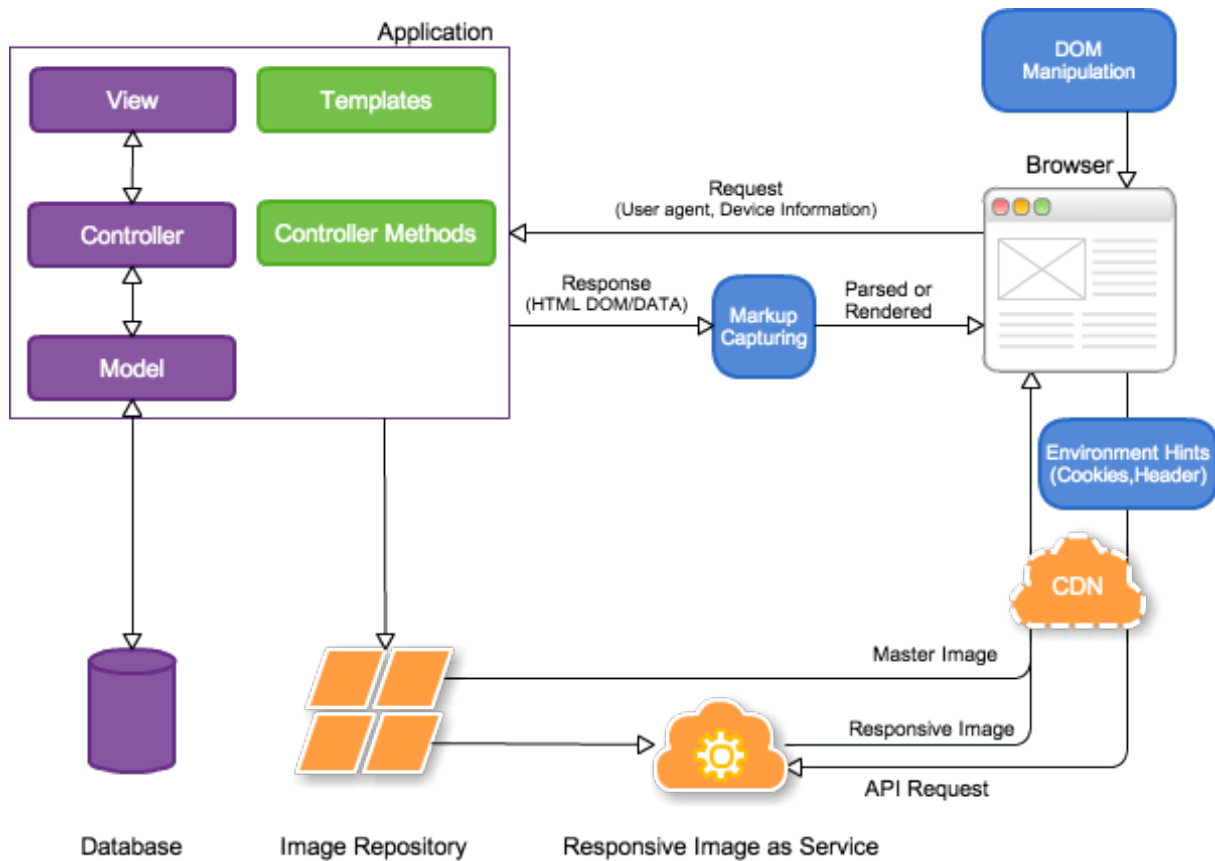 Application
View
Templates
Controller
Controller Methods
Model
DOM
Manipulation
Browser
Request
(User agent, Device Information)
Response
(HTML DOM/DATA)
Markup
Capturing
Parsed or
Rendered
Environment Hints
(Cookies,Header)
CDN
Master Image
Responsive Image
API Request
Database
Image Repository
Responsive Image as Service